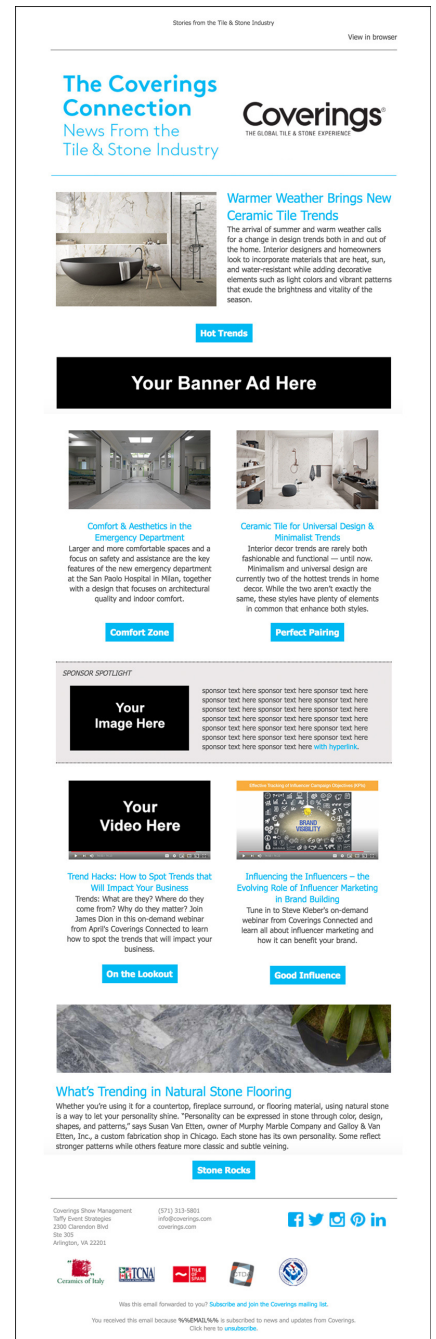 Stories from the Tile & Stone Industry
View in browser
The Coverings
Connection
News From the
Tile & Stone Industry
Coverings®
THE GLOBAL TILE & STONE EXPERIENCE
Warmer Weather Brings New
Ceramic Tile Trends
The arrival of summer and warm weather calls
for a change in design trends both in and out of
the home. Interior designers and homeowners
look to incorporate materials that are heat, sun,
and water-resistant while adding decorative
elements such as light colors and vibrant patterns
that exude the brightness and vitality of the
season.
Hot Trends
Your Banner Ad Here
Comfort & Aesthetics in the
Emergency Department
Larger and more comfortable spaces and a
focus on safety and assistance are the key
features of the new emergency department
at the San Paolo Hospital in Milan, together
with a design that focuses on architectural
quality and indoor comfort.
Comfort Zone
Ceramic Tile for Universal Design &
Minimalist Trends
Interior decor trends are rarely both
fashionable and functional — until now.
Minimalism and universal design are
currently two of the hottest trends in home
decor. While the two aren't exactly the
same, these styles have plenty of elements
in common that enhance both styles.
Perfect Pairing
SPONSOR SPOTLIGHT
Your
Image Here
sponsor text here sponsor text here sponsor text here
sponsor text here sponsor text here sponsor text here
sponsor text here sponsor text here sponsor text here
sponsor text here sponsor text here sponsor text here
sponsor text here sponsor text here sponsor text here
sponsor text here sponsor text here sponsor text here
sponsor text here sponsor text here with hyperlink.
Your
Video Here
Trend Hacks: How to Spot Trends that
Will Impact Your Business
Trends: What are they? Where do they
come from? Why do they matter? Join
James Dion in this on-demand webinar
from April's Coverings Connected to learn
how to spot the trends that will impact your
business.
On the Lookout
Effective Tracking of Influencer Campaign Objectives (KPIs)
BRAND
VISIBILITY
Influencing the Influencers – the
Evolving Role of Influencer Marketing
in Brand Building
Tune in to Steve Kleber's on-demand
webinar from Coverings Connected and
learn all about influencer marketing and
how it can benefit your brand.
Good Influence
What's Trending in Natural Stone Flooring
Whether you're using it for a countertop, fireplace surround, or flooring material, using natural stone
is a way to let your personality shine. "Personality can be expressed in stone through color, design,
shapes, and patterns," says Susan Van Etten, owner of Murphy Marble Company and Galloy & Van
Etten, Inc., a custom fabrication shop in Chicago. Each stone has its own personality. Some reflect
stronger patterns while others feature more classic and subtle veining.
Stone Rocks
Coverings Show Management
Taffy Event Strategies
2300 Clarendon Blvd
Ste 305
Arlington, VA 22201
(571) 313-5801
info@coverings.com
coverings.com
Ceramics of Italy
TCNA
TILE OF SPAIN
CTDA
Was this email forwarded to you? Subscribe and join the Coverings mailing list.
You received this email because %%EMAIL%% is subscribed to news and updates from Coverings.
Click here to unsubscribe.